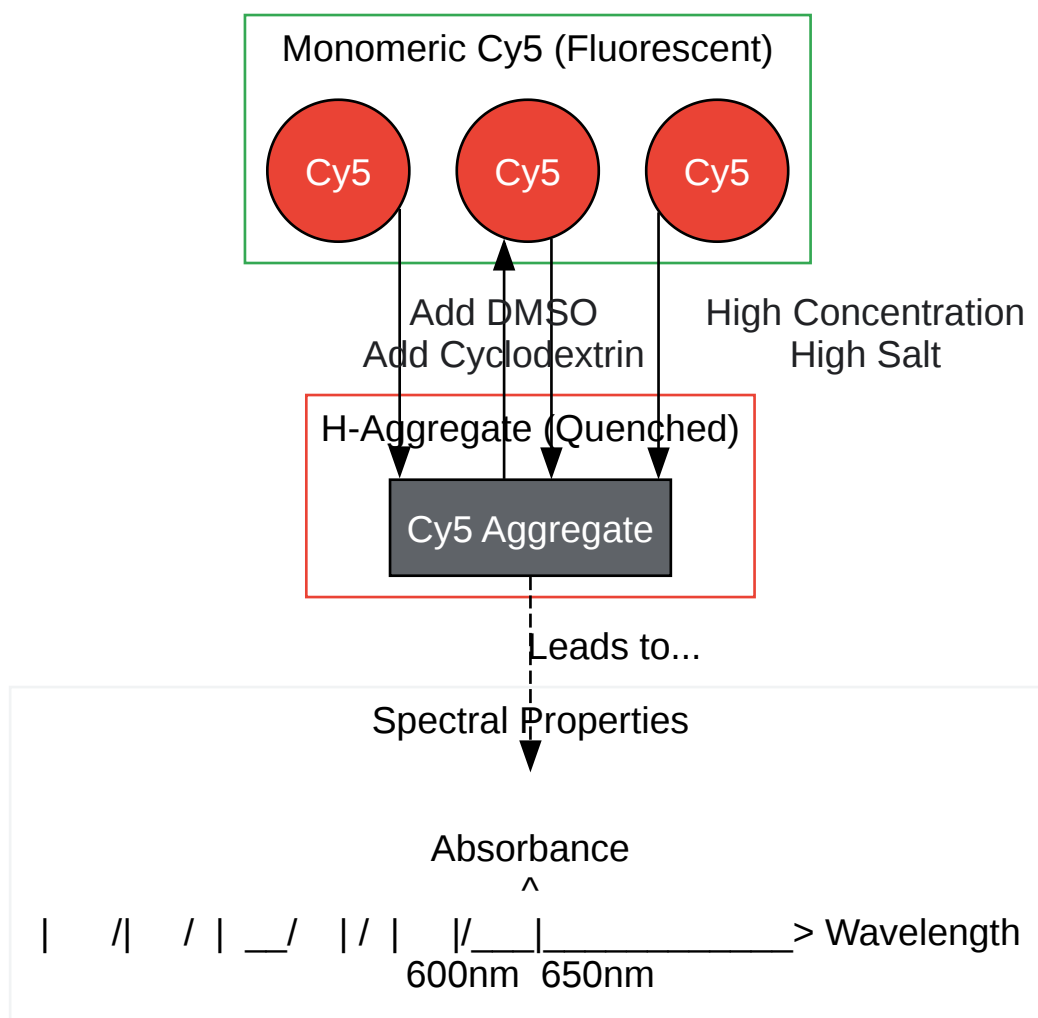 Monomeric Cy5 (Fluorescent)
Cy5
Cy5
Cy5
Add DMSO
Add Cyclodextrin
High Concentration
High Salt
H-Aggregate (Quenched)
Cy5 Aggregate
Leads to...
Spectral Properties
Absorbance
^
|      /|     /  |  __/    | /  |     |/___|____________> Wavelength
600nm  650nm